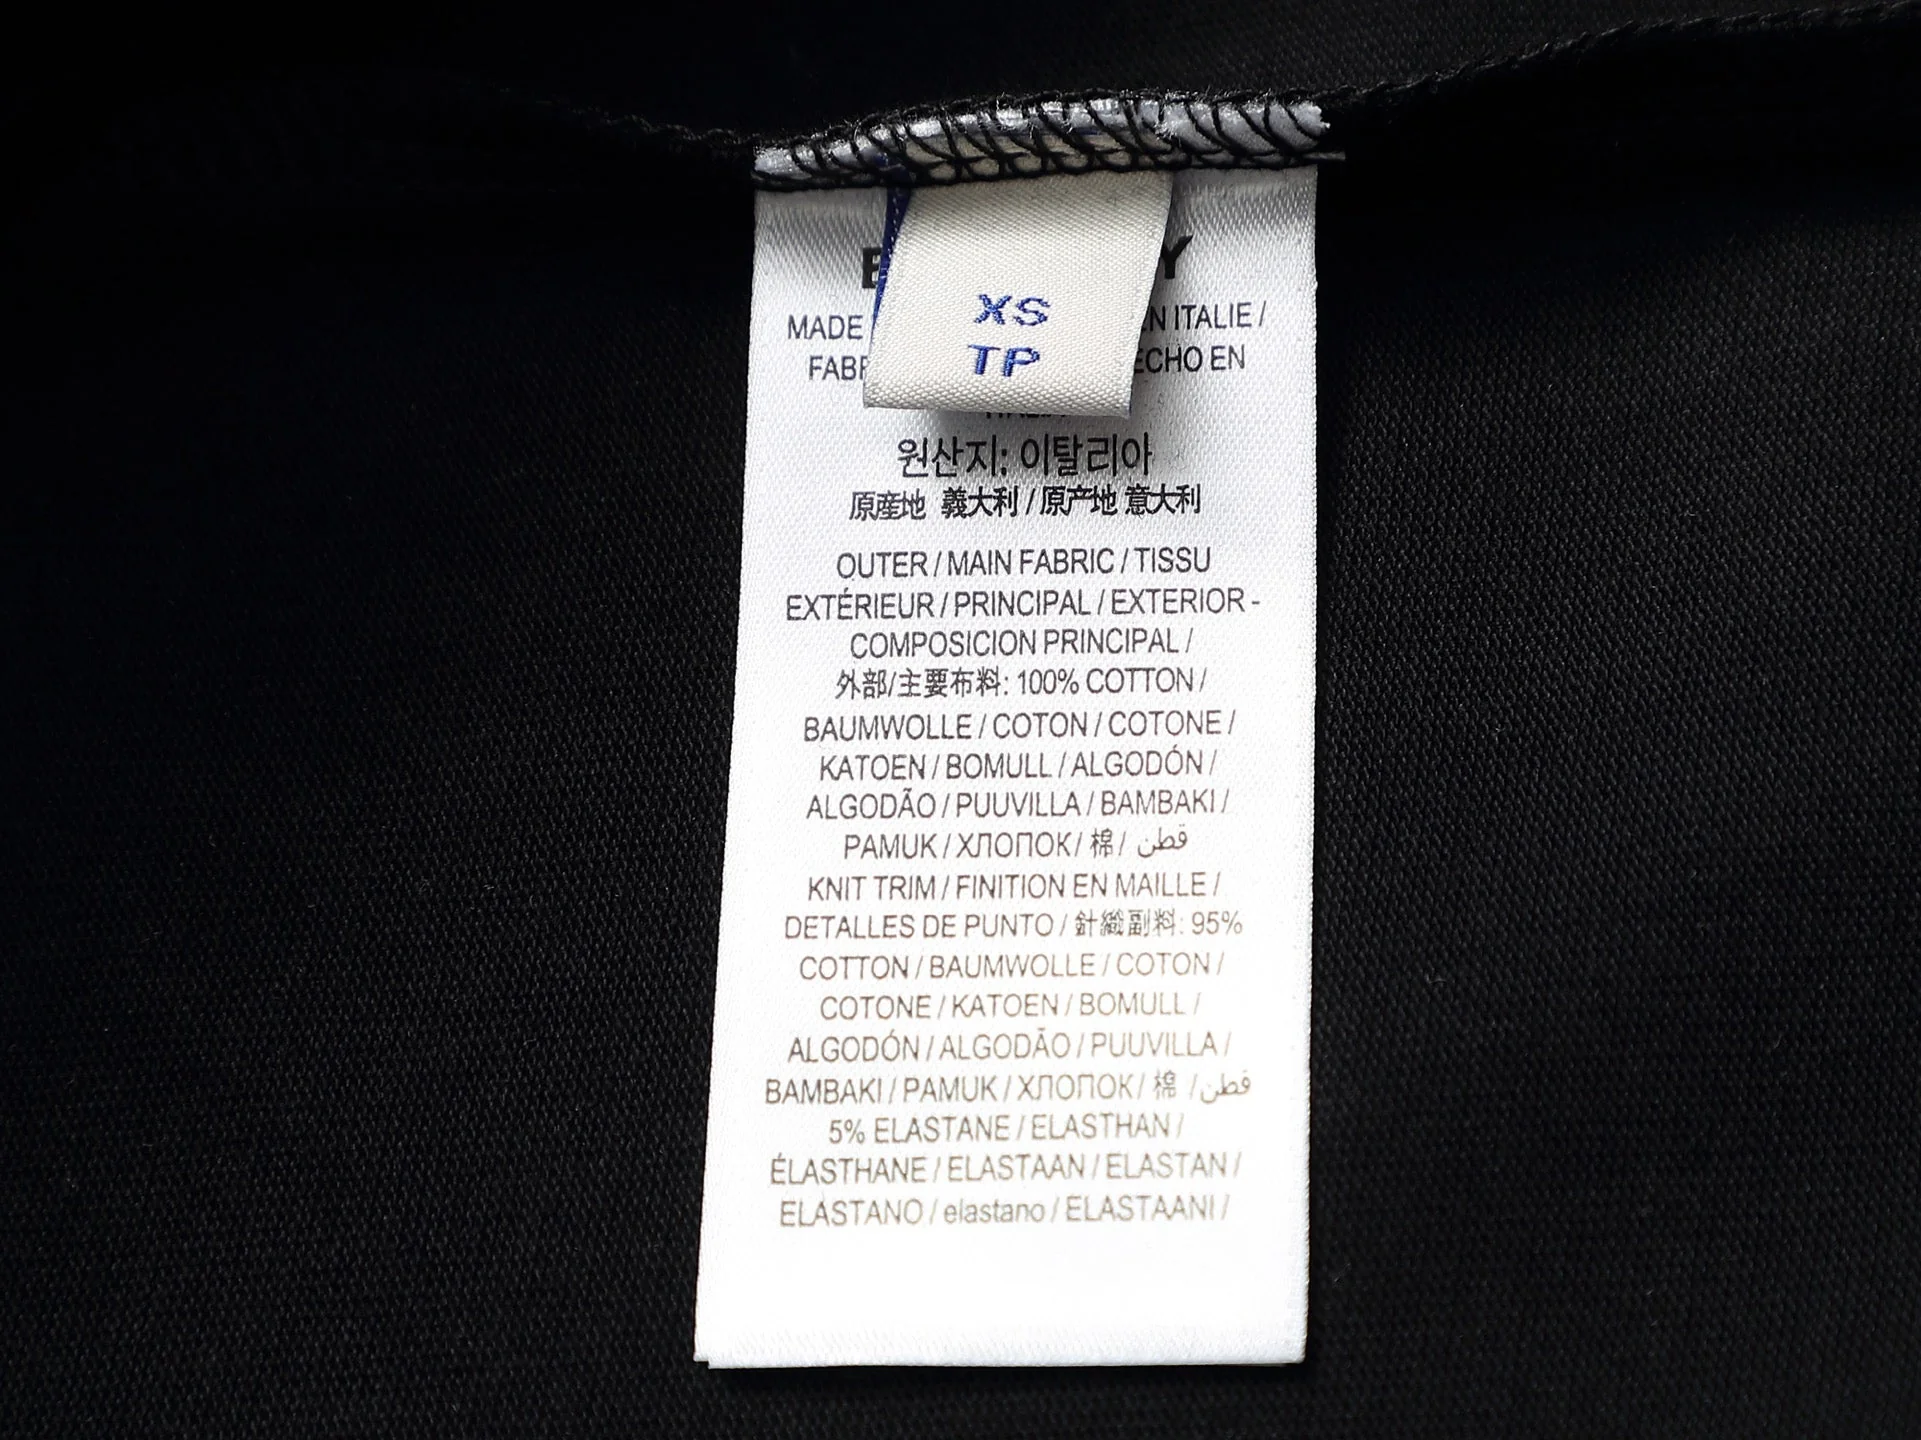 XS
TP
MADE EN ITALIE /
EN
원산지: 이탈리아
原産地 義大利 / 原产地 意大利
OUTER / MAIN FABRIC / TISSU
EXTÉRIEUR / PRINCIPAL / EXTERIOR -
COMPOSICION PRINCIPAL /
外部/主要布料: 100% COTTON /
BAUMWOLLE / COTON / COTONE /
KATOEN / BOMULL / ALGODÓN /
ALGODÃO / PUUVILLA / BAMBAKI /
PAMUK / ХЛОПОК / 棉 / قطن
KNIT TRIM / FINITION EN MAILLE /
DETALLES DE PUNTO / 針織副料: 95%
COTTON / BAUMWOLLE / COTON /
COTONE / KATOEN / BOMULL /
ALGODÓN / ALGODÃO / PUUVILLA /
BAMBAKI / PAMUK / ХЛОПОК / 棉 / قطن
5% ELASTANE / ELASTHAN /
ÉLASTHANE / ELASTAAN / ELASTAN /
ELASTANO / elastano / ELASTAANI /